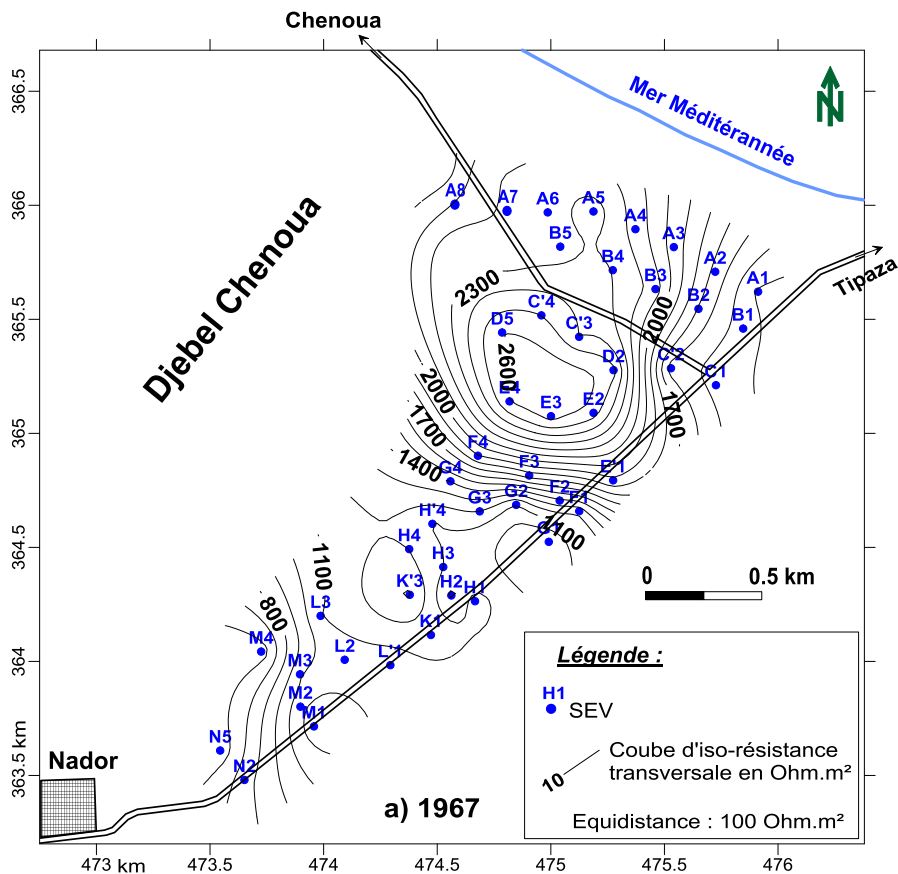 Chenoua
N
Mer Méditérannée
Tipaza
Djebel Chenoua
366.5
366
365.5
365
364.5
364
363.5 km
A8
A7
A6
A5
A4
A3
A2
A1
B5
B4
B3
B2
B1
2300
2000
C'4
C'3
C'2
C1
D5
D2
2600
E4
E3
E2
E'1
2000
1700
1700
1400
F4
F3
F2
F1
G4
G3
G2
G1
1100
H'4
H4
H3
H2
H1
K'3
K1
1100
800
L3
L2
L'1
M4
M3
M2
M1
N5
N2
Nador
0 0.5 km
Légende :
H1
SEV
10
Coube d'iso-résistance
transversale en Ohm.m²
Equidistance : 100 Ohm.m²
a) 1967
473 km 473.5 474 474.5 475 475.5 476